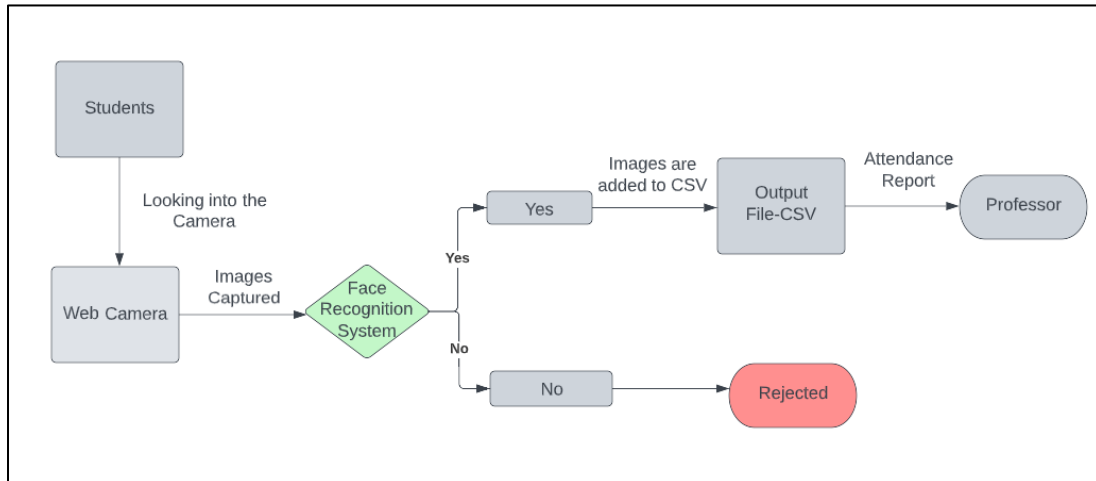 Students
Looking into the
Camera
Web Camera
Images
Captured
Face
Recognition
System
Yes
No
Yes
No
Images are
added to CSV
Output
File-CSV
Attendance
Report
Professor
Rejected